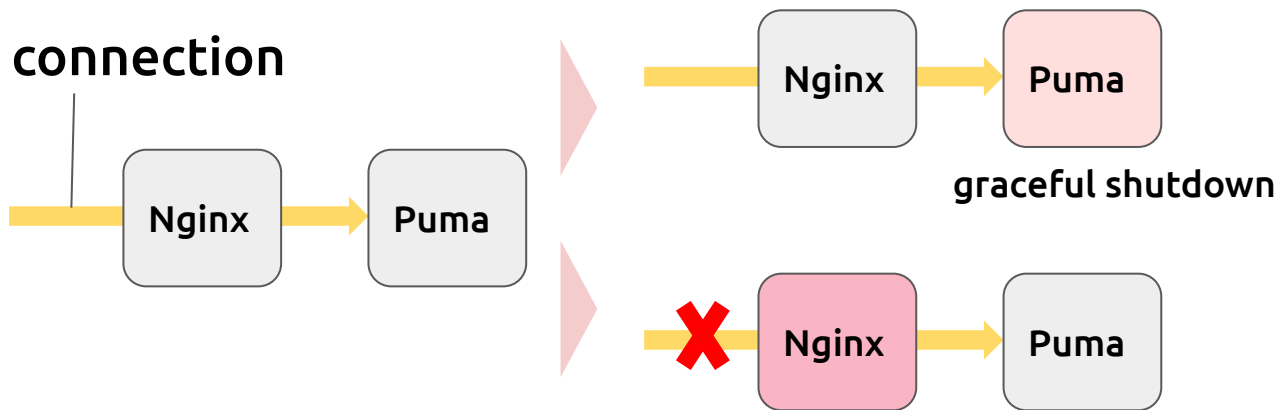 connection
Nginx
Puma
Nginx
Puma
graceful shutdown
Nginx
Puma